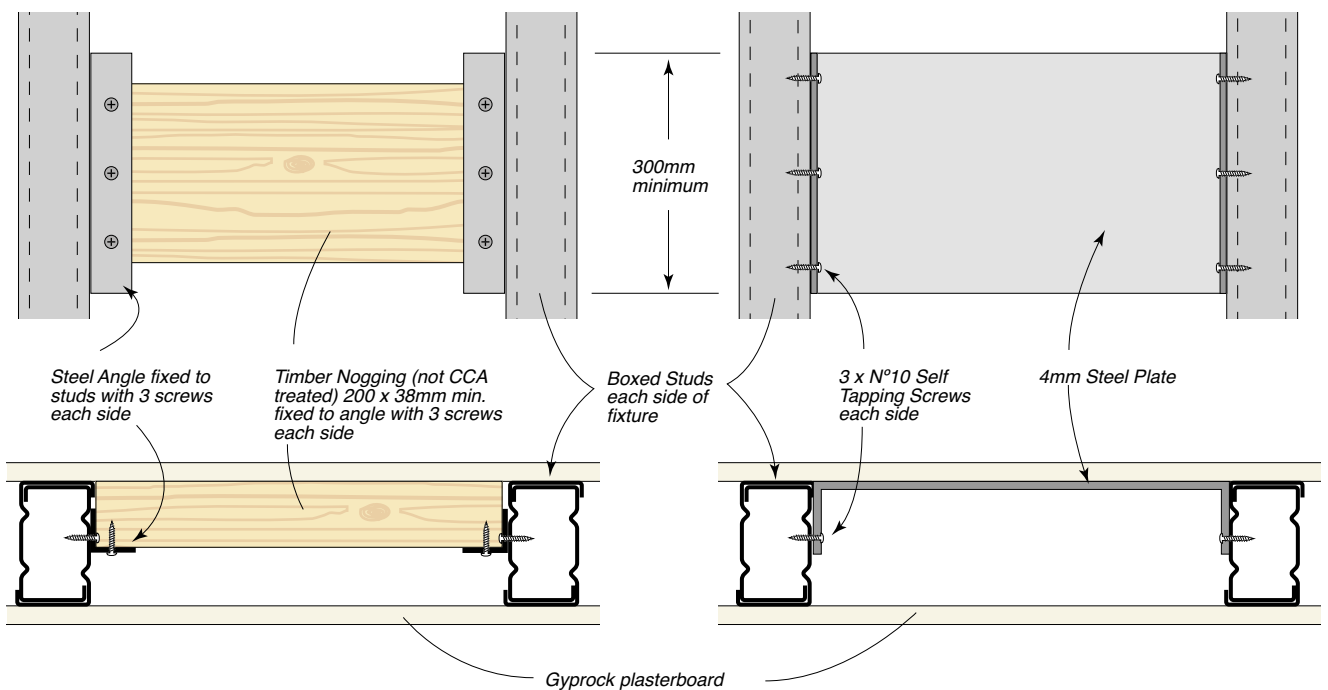 300mm
minimum
Steel Angle fixed to
studs with 3 screws
each side
Timber Nogging (not CCA
treated) 200 x 38mm min.
fixed to angle with 3 screws
each side
Boxed Studs
each side of
fixture
3 x Nº10 Self
Tapping Screws
each side
4mm Steel Plate
Gyprock plasterboard